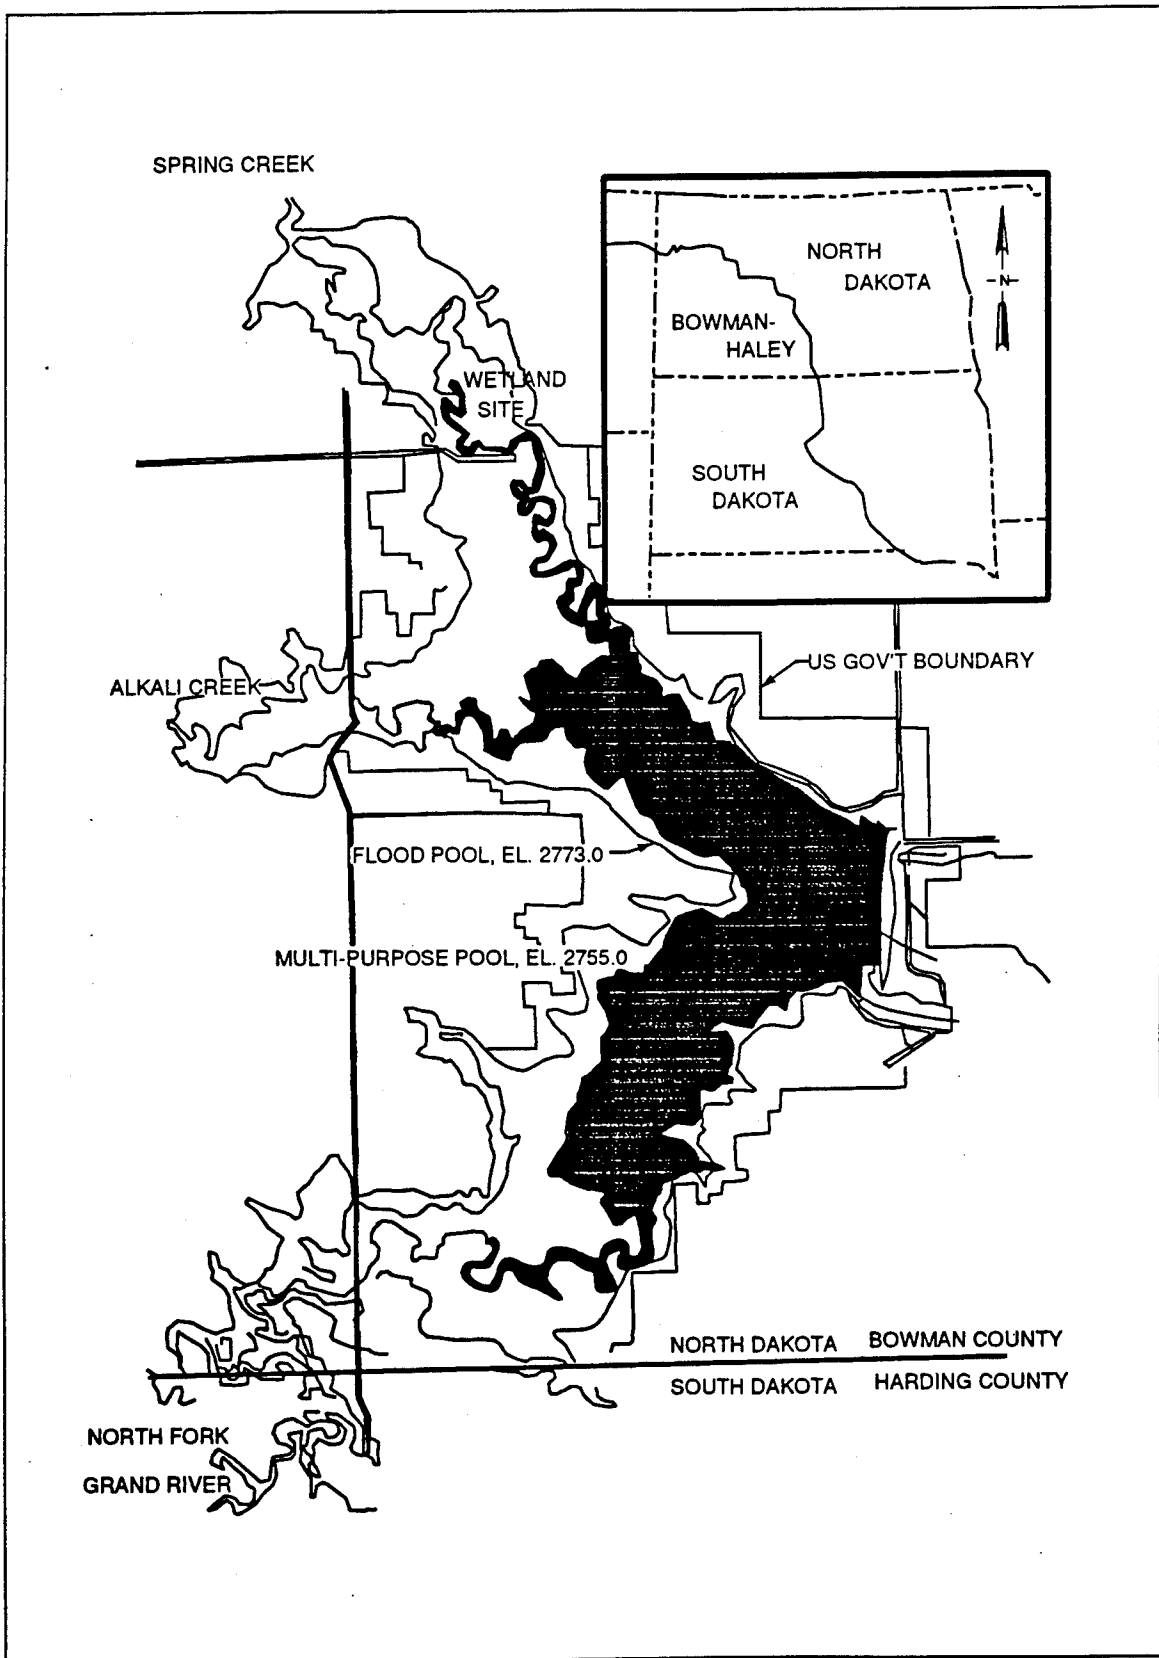 SPRING CREEK
NORTH
DAKOTA
N
BOWMAN-
HALEY
WETLAND
SITE
SOUTH
DAKOTA
US GOV'T BOUNDARY
ALKALI CREEK
FLOOD POOL, EL. 2773.0
MULTI-PURPOSE POOL, EL. 2755.0
NORTH DAKOTA BOWMAN COUNTY
SOUTH DAKOTA HARDING COUNTY
NORTH FORK
GRAND RIVER